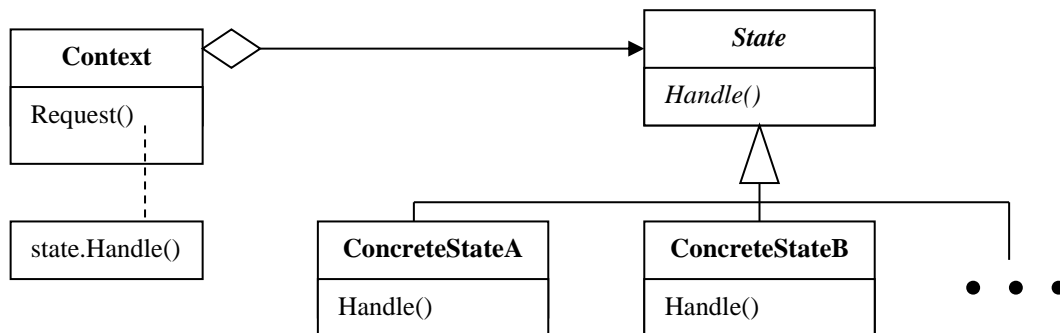 Context
Request()
state.Handle()
State
Handle()
ConcreteStateA
Handle()
ConcreteStateB
Handle()